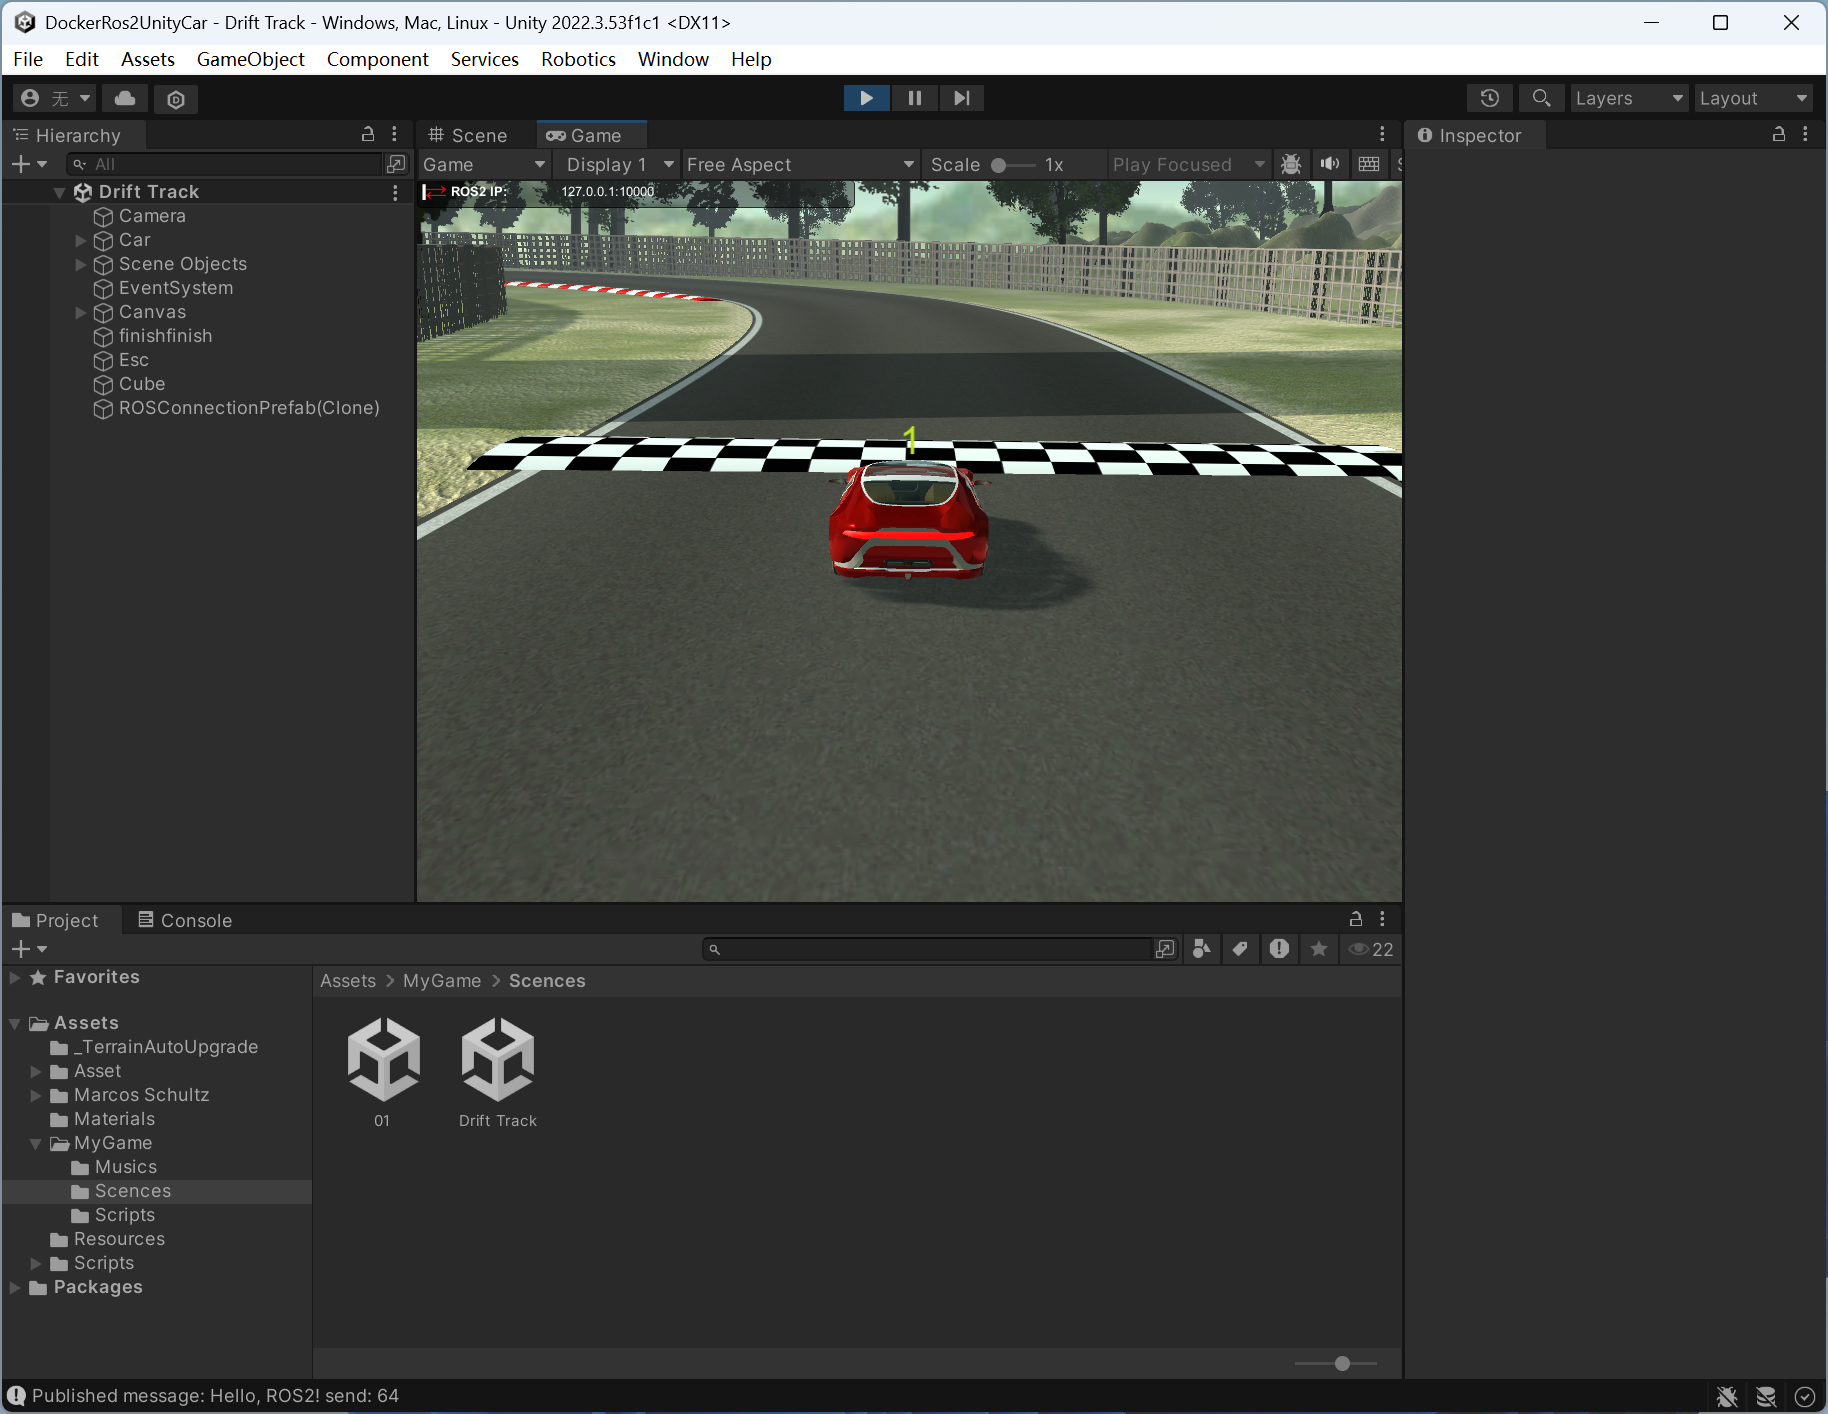 DockerRos2UnityCar - Drift Track - Windows, Mac, Linux - Unity 2022.3.53f1c1 <DX11>
File Edit Assets GameObject Component Services Robotics Window Help
无 Layers Layout
Hierarchy
All
Drift Track
Camera
Car
Scene Objects
EventSystem
Canvas
finishfinish
Esc
Cube
ROSConnectionPrefab(Clone)
Scene Game
Game Display 1 Free Aspect Scale 1x Play Focused
ROS2 IP: 127.0.0.1:10000
1
Inspector
Project Console
22
Favorites
Assets
_TerrainAutoUpgrade
Asset
Marcos Schultz
Materials
MyGame
Musics
Scences
Scripts
Resources
Scripts
Packages
Assets > MyGame > Scences
01
Drift Track
Published message: Hello, ROS2! send: 64